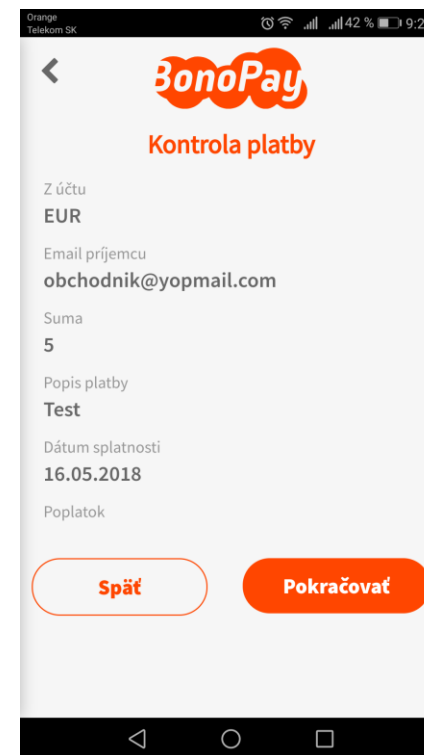 Orange
Telekom SK
42 % 9:2
BonoPay
Kontrola platby
Z účtu
EUR
Email príjemcu
obchodnik@yopmail.com
Suma
5
Popis platby
Test
Dátum splatnosti
16.05.2018
Poplatok
Späť
Pokračovať